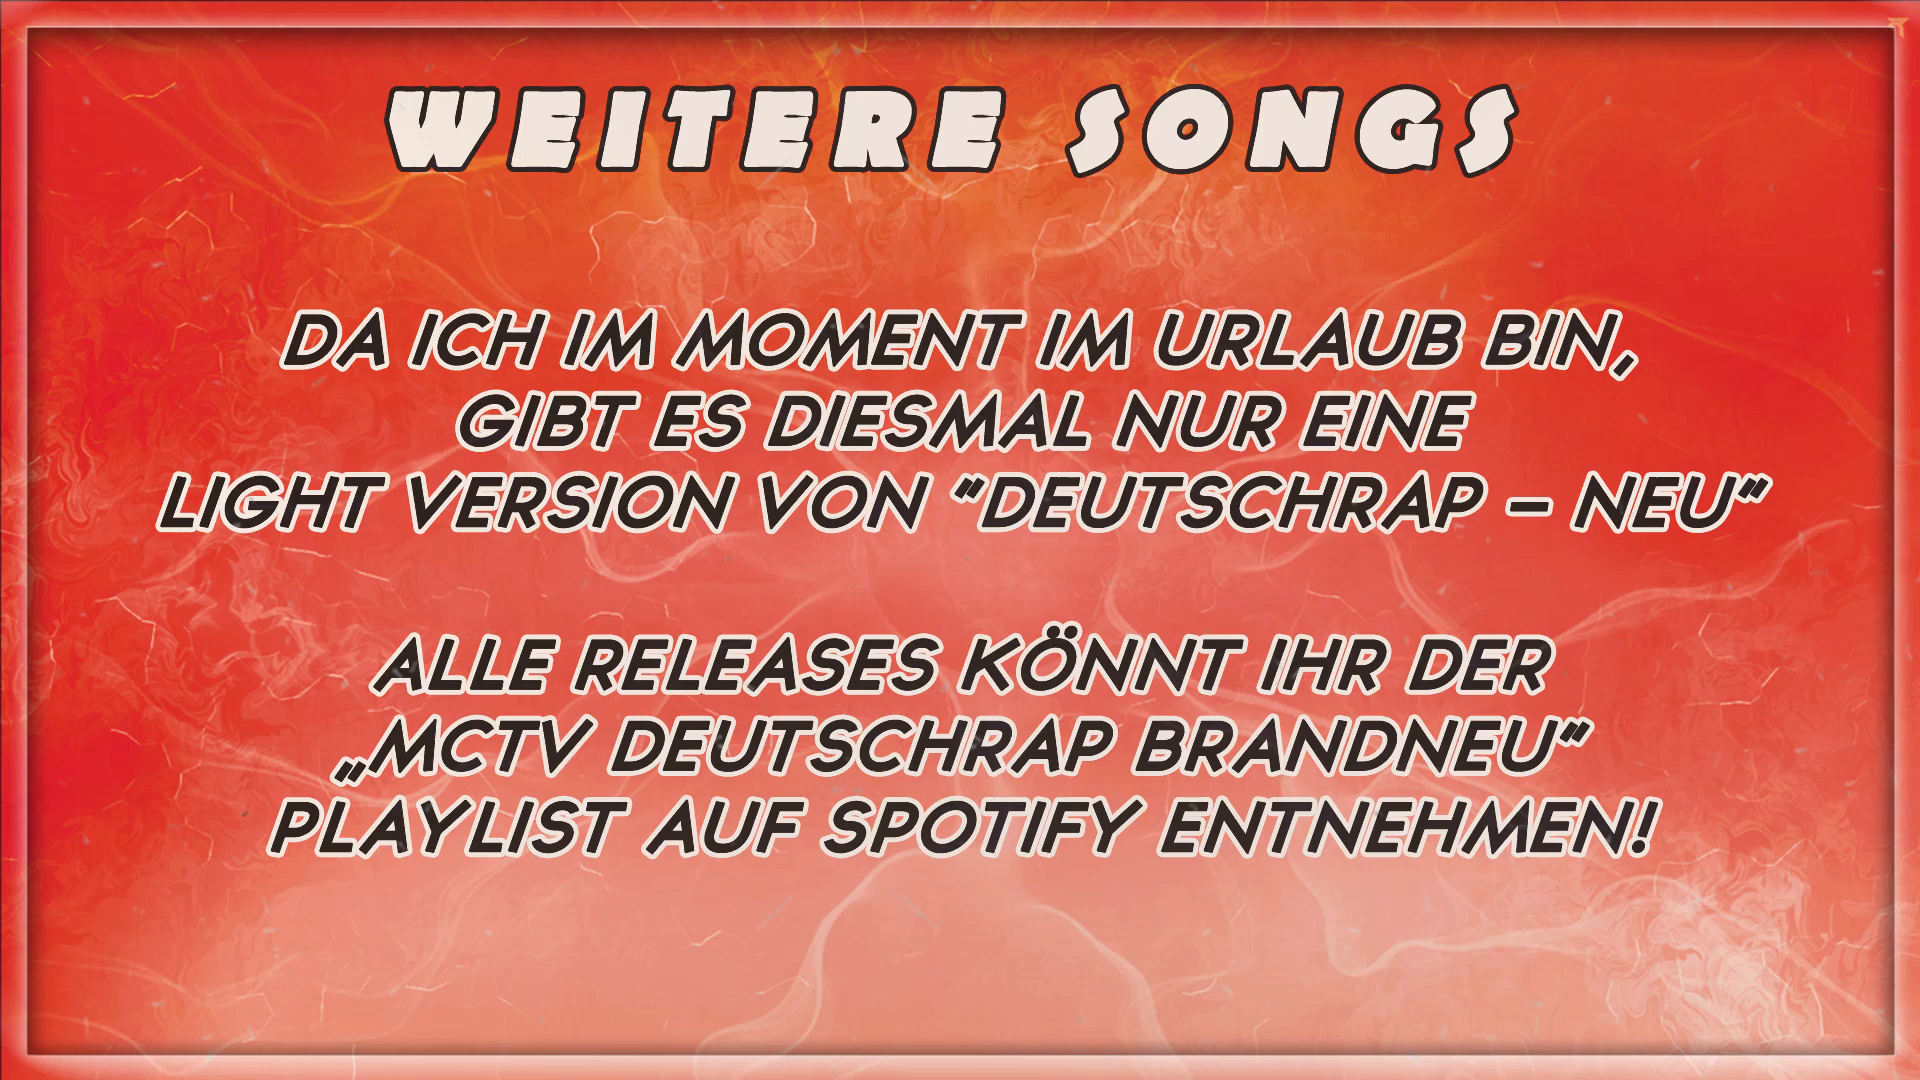 WEITERE SONGS
DA ICH IM MOMENT IM URLAUB BIN,
GIBT ES DIESMAL NUR EINE
LIGHT VERSION VON "DEUTSCHRAP – NEU"
ALLE RELEASES KÖNNT IHR DER
„MCTV DEUTSCHRAP BRANDNEU"
PLAYLIST AUF SPOTIFY ENTNEHMEN!